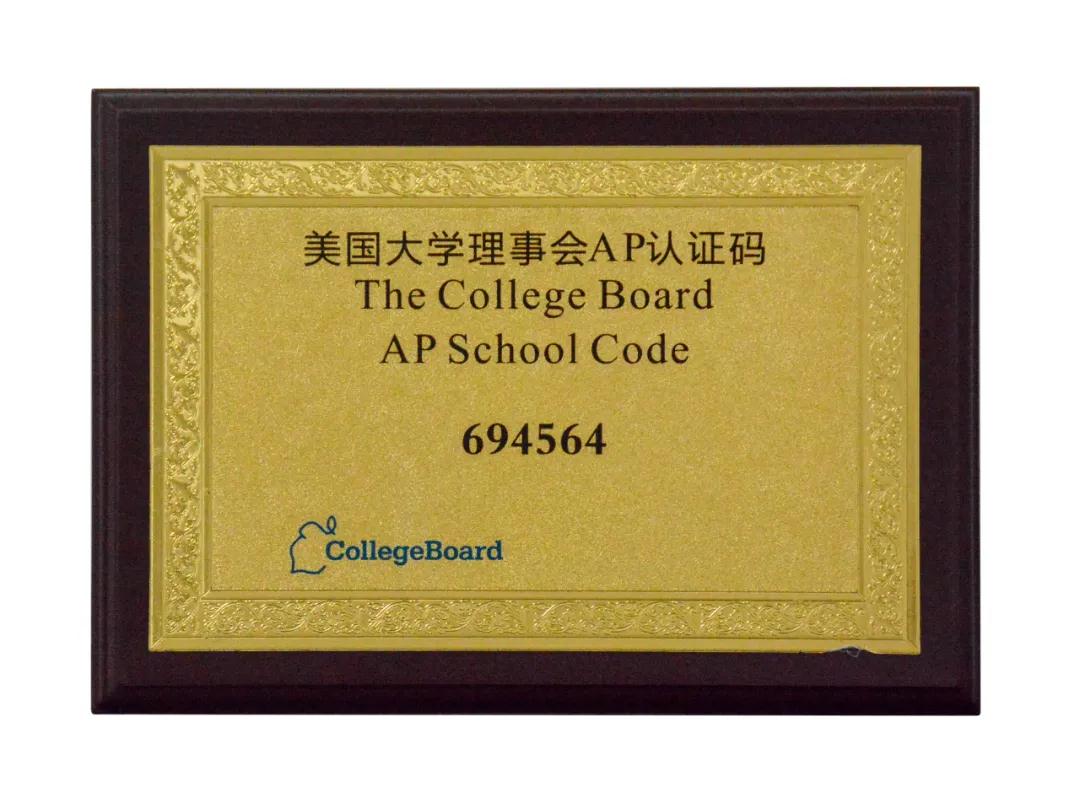 美国大学理事会AP认证码
The College Board
AP School Code
694564
CollegeBoard